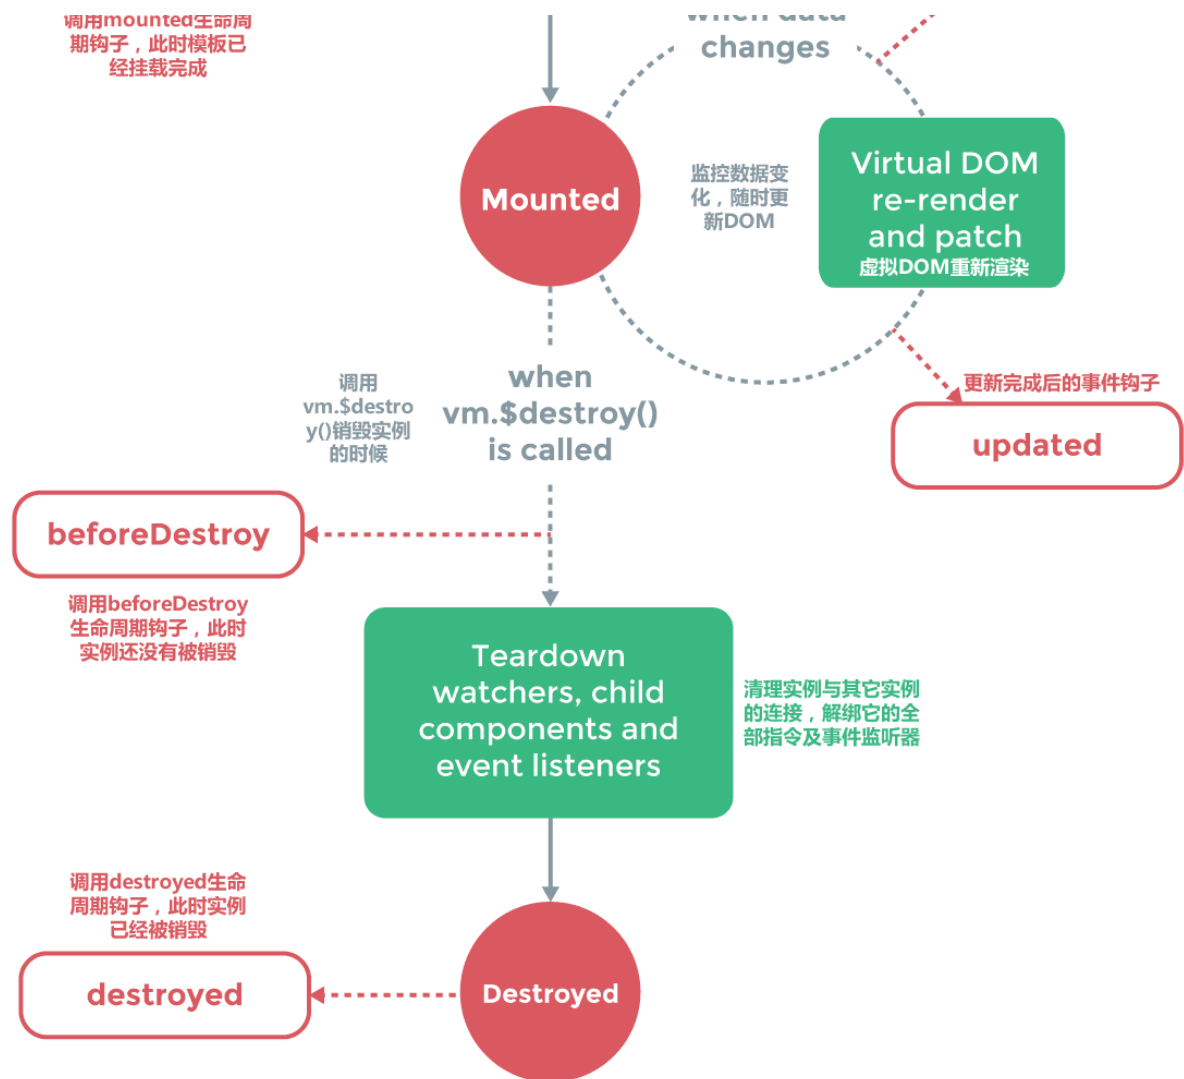 调用mounted生命周
期钩子，此时模板已
经挂载完成
when data
changes
Mounted
监控数据变
化，随时更
新DOM
Virtual DOM
re-render
and patch
虚拟DOM重新渲染
调用
vm.$destro
y()销毁实例
的时候
when
vm.$destroy()
is called
更新完成后的事件钩子
updated
beforeDestroy
调用beforeDestroy
生命周期钩子，此时
实例还没有被销毁
Teardown
watchers, child
components and
event listeners
清理实例与其它实例
的连接，解绑它的全
部指令及事件监听器
调用destroyed生命
周期钩子，此时实例
已经被销毁
destroyed
Destroyed